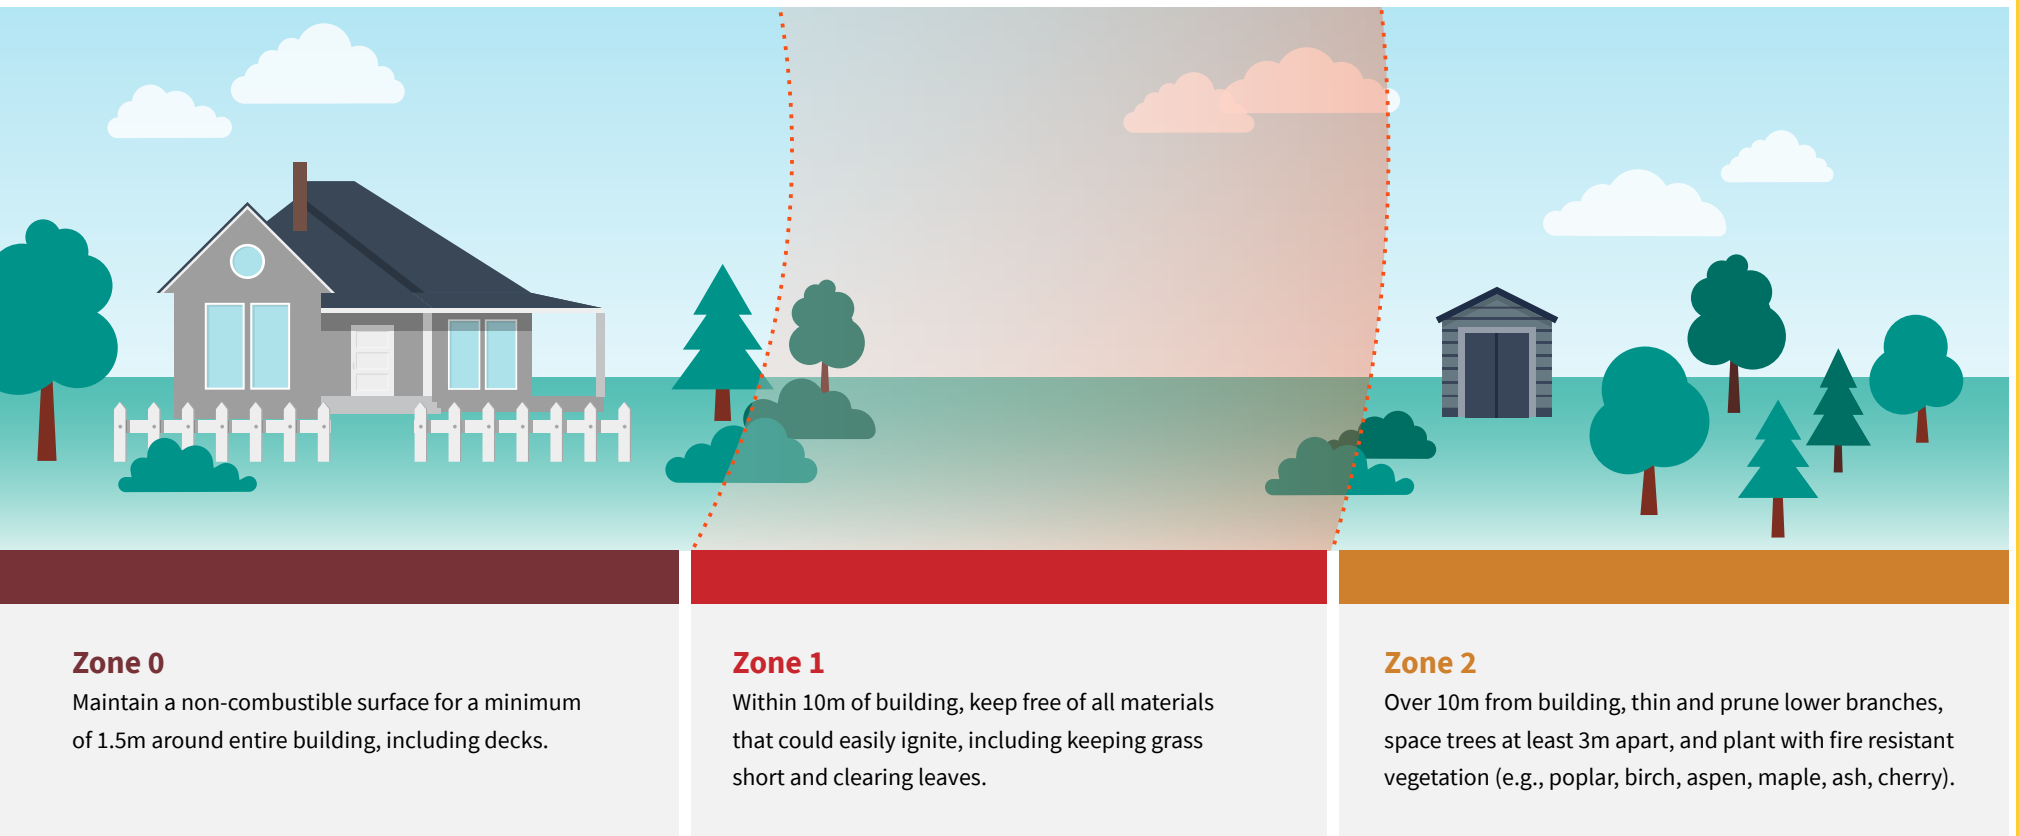 Zone 0
Maintain a non-combustible surface for a minimum
of 1.5m around entire building, including decks.
Zone 1
Within 10m of building, keep free of all materials
that could easily ignite, including keeping grass
short and clearing leaves.
Zone 2
Over 10m from building, thin and prune lower branches,
space trees at least 3m apart, and plant with fire resistant
vegetation (e.g., poplar, birch, aspen, maple, ash, cherry).